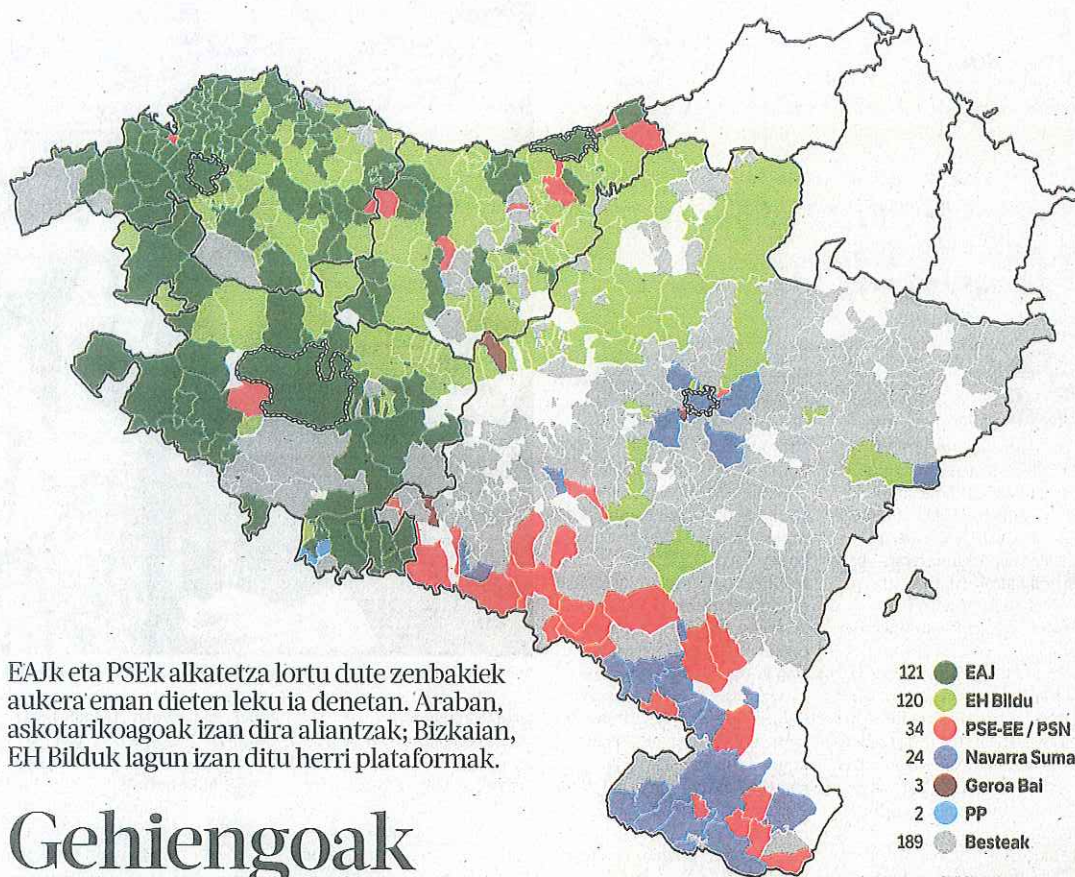 EAJk eta PSEk alkatetza lortu dute zenbakiek
aukera eman dieten leku ia denetan. Araban,
askotarikoagoak izan dira aliantzak; Bizkaian,
EH Bilduk lagun izan ditu herri plataformak.
Gehiengoak
121 EAJ
120 EH Bildu
34 PSE-EE / PSN
24 Navarra Suma
3 Geroa Bai
2 PP
189 Besteak